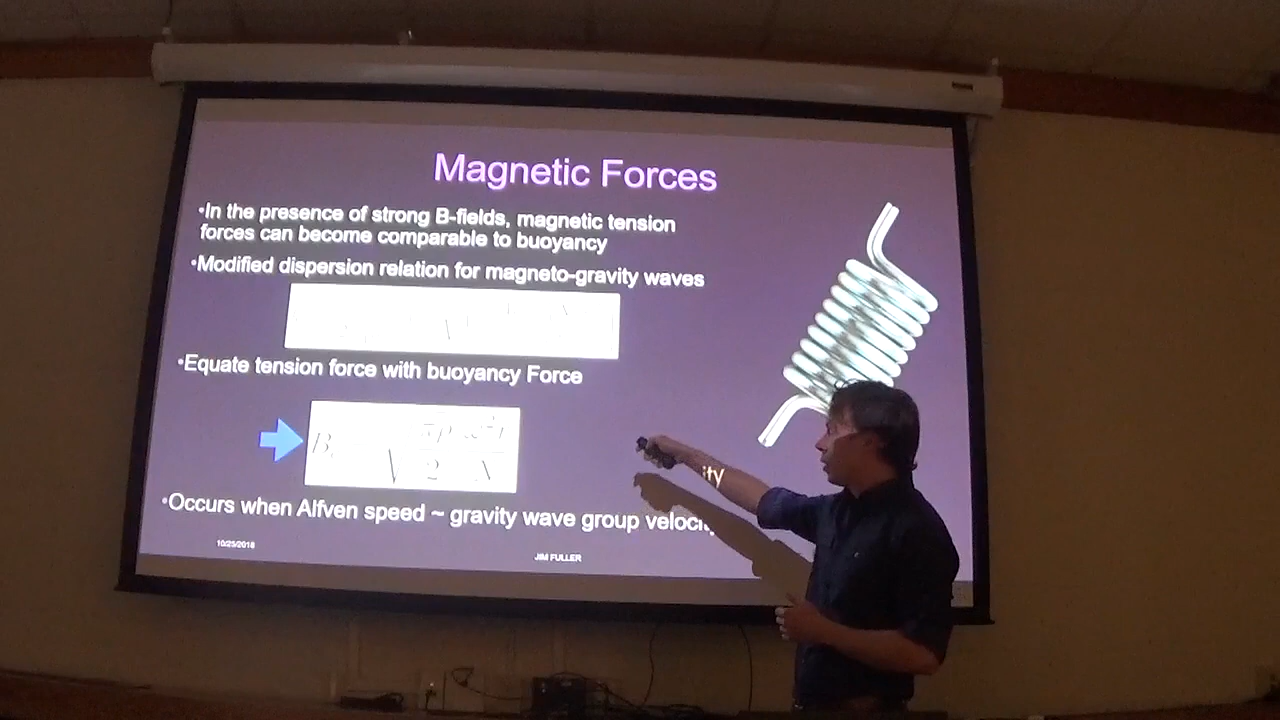 Magnetic Forces
•In the presence of strong B-fields, magnetic tension
forces can become comparable to buoyancy
•Modified dispersion relation for magneto-gravity waves
•Equate tension force with buoyancy Force
•Occurs when Alfven speed ~ gravity wave group velocity
10/25/2018
JIM FULLER